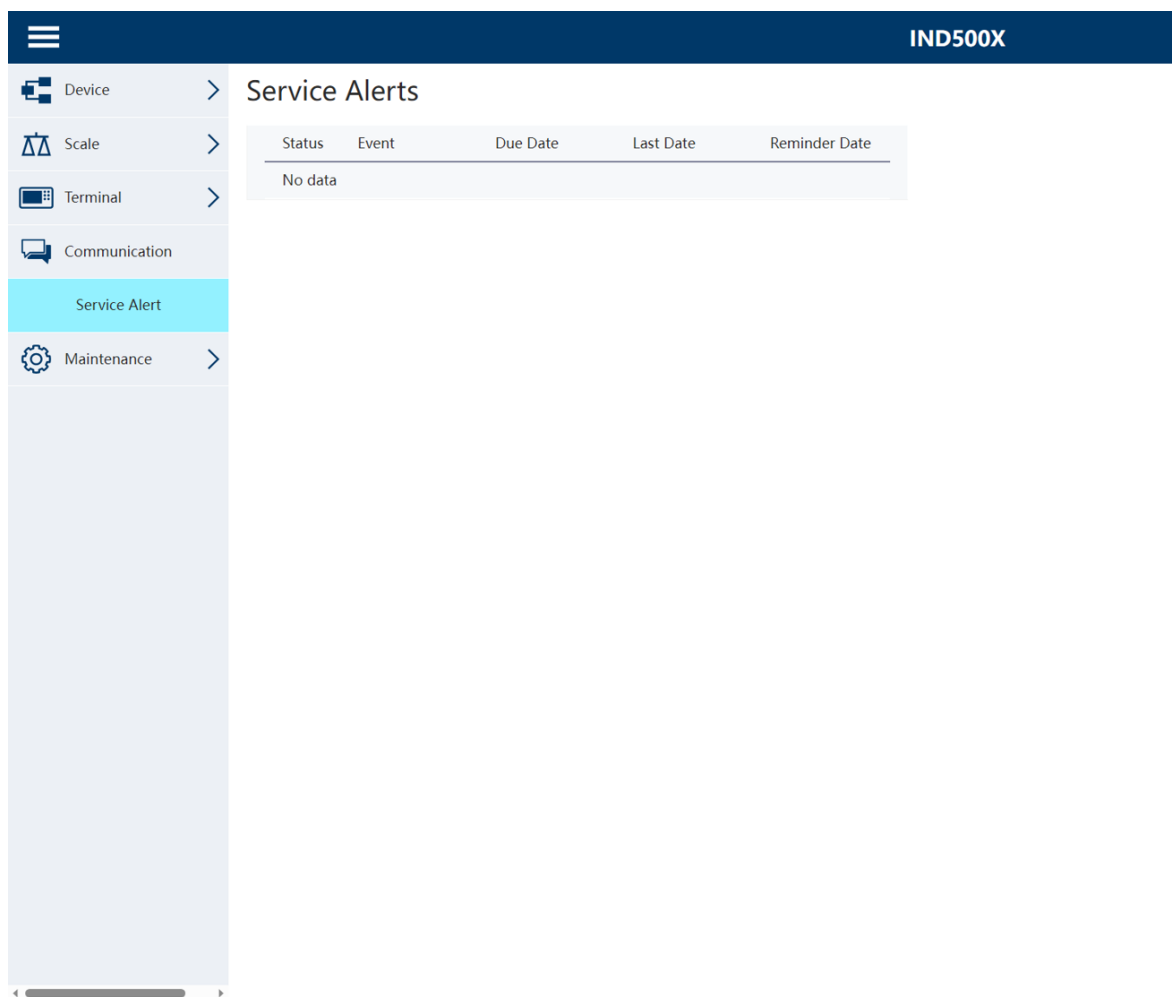 IND500X
Device
Scale
Terminal
Communication
Service Alert
Maintenance
Service Alerts
Status Event Due Date Last Date Reminder Date
No data